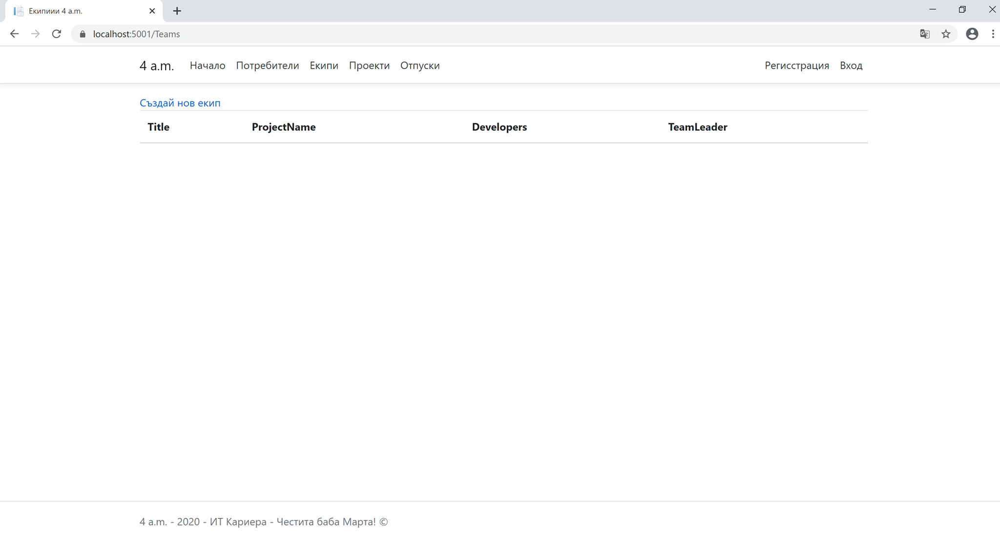 Екипиии 4 a.m.
localhost:5001/Teams
4 a.m. Начало Потребители Екипи Проекти Отпуски Регисстрация Вход
Създай нов екип
Title ProjectName Developers TeamLeader
4 a.m. - 2020 - ИТ Кариера - Честита баба Марта! ©